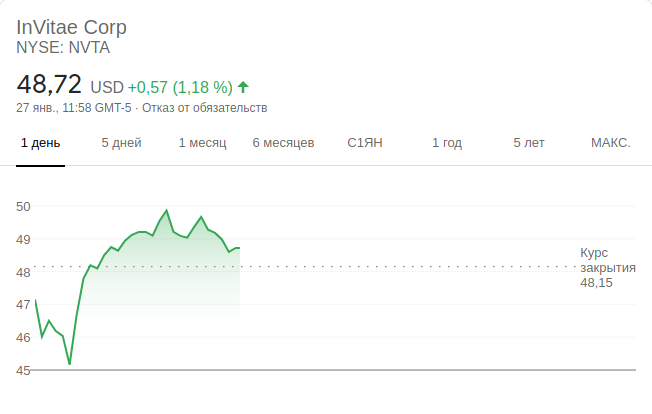 InVitae Corp
NYSE: NVTA
48,72 USD +0,57 (1,18 %)
27 янв., 11:58 GMT-5 · Отказ от обязательств
1 день 5 дней 1 месяц 6 месяцев С1ЯН 1 год 5 лет МАКС.
50
49
48
47
46
45
Курс
закрытия
48,15